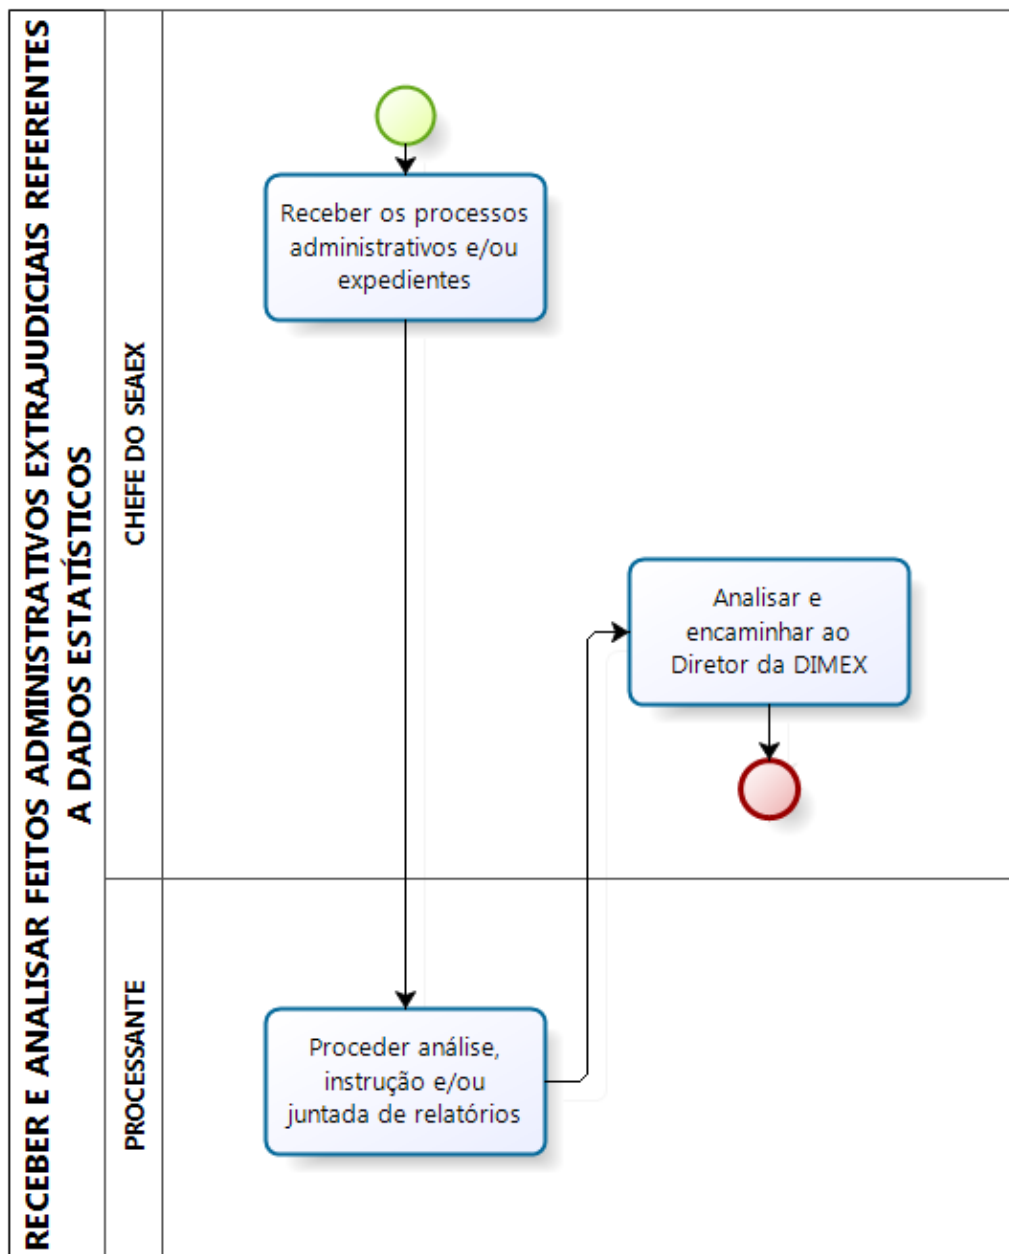 RECEBER E ANALISAR FEITOS ADMINISTRATIVOS EXTRAJUDICIAIS REFERENTES
A DADOS ESTATÍSTICOS
CHEFE DO SEAEX
Receber os processos
administrativos e/ou
expedientes
Analisar e
encaminhar ao
Diretor da DIMEX
PROCESSANTE
Proceder análise,
instrução e/ou
juntada de relatórios